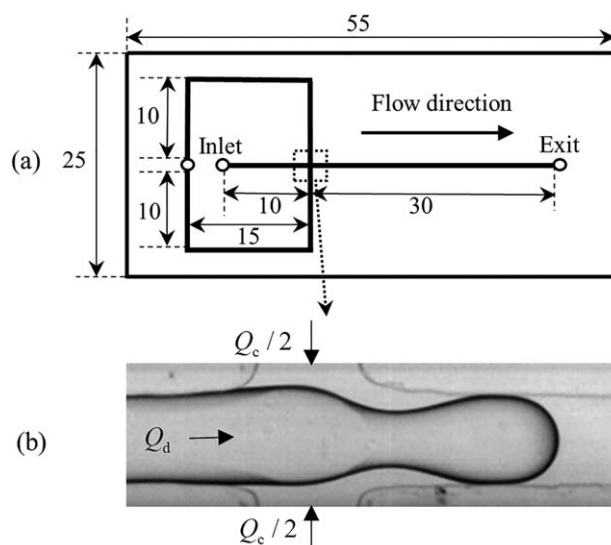 55
10
Inlet
Flow direction
Exit
(a)
25
10
10
30
15
Q_c / 2
(b)
Q_d
Q_c / 2